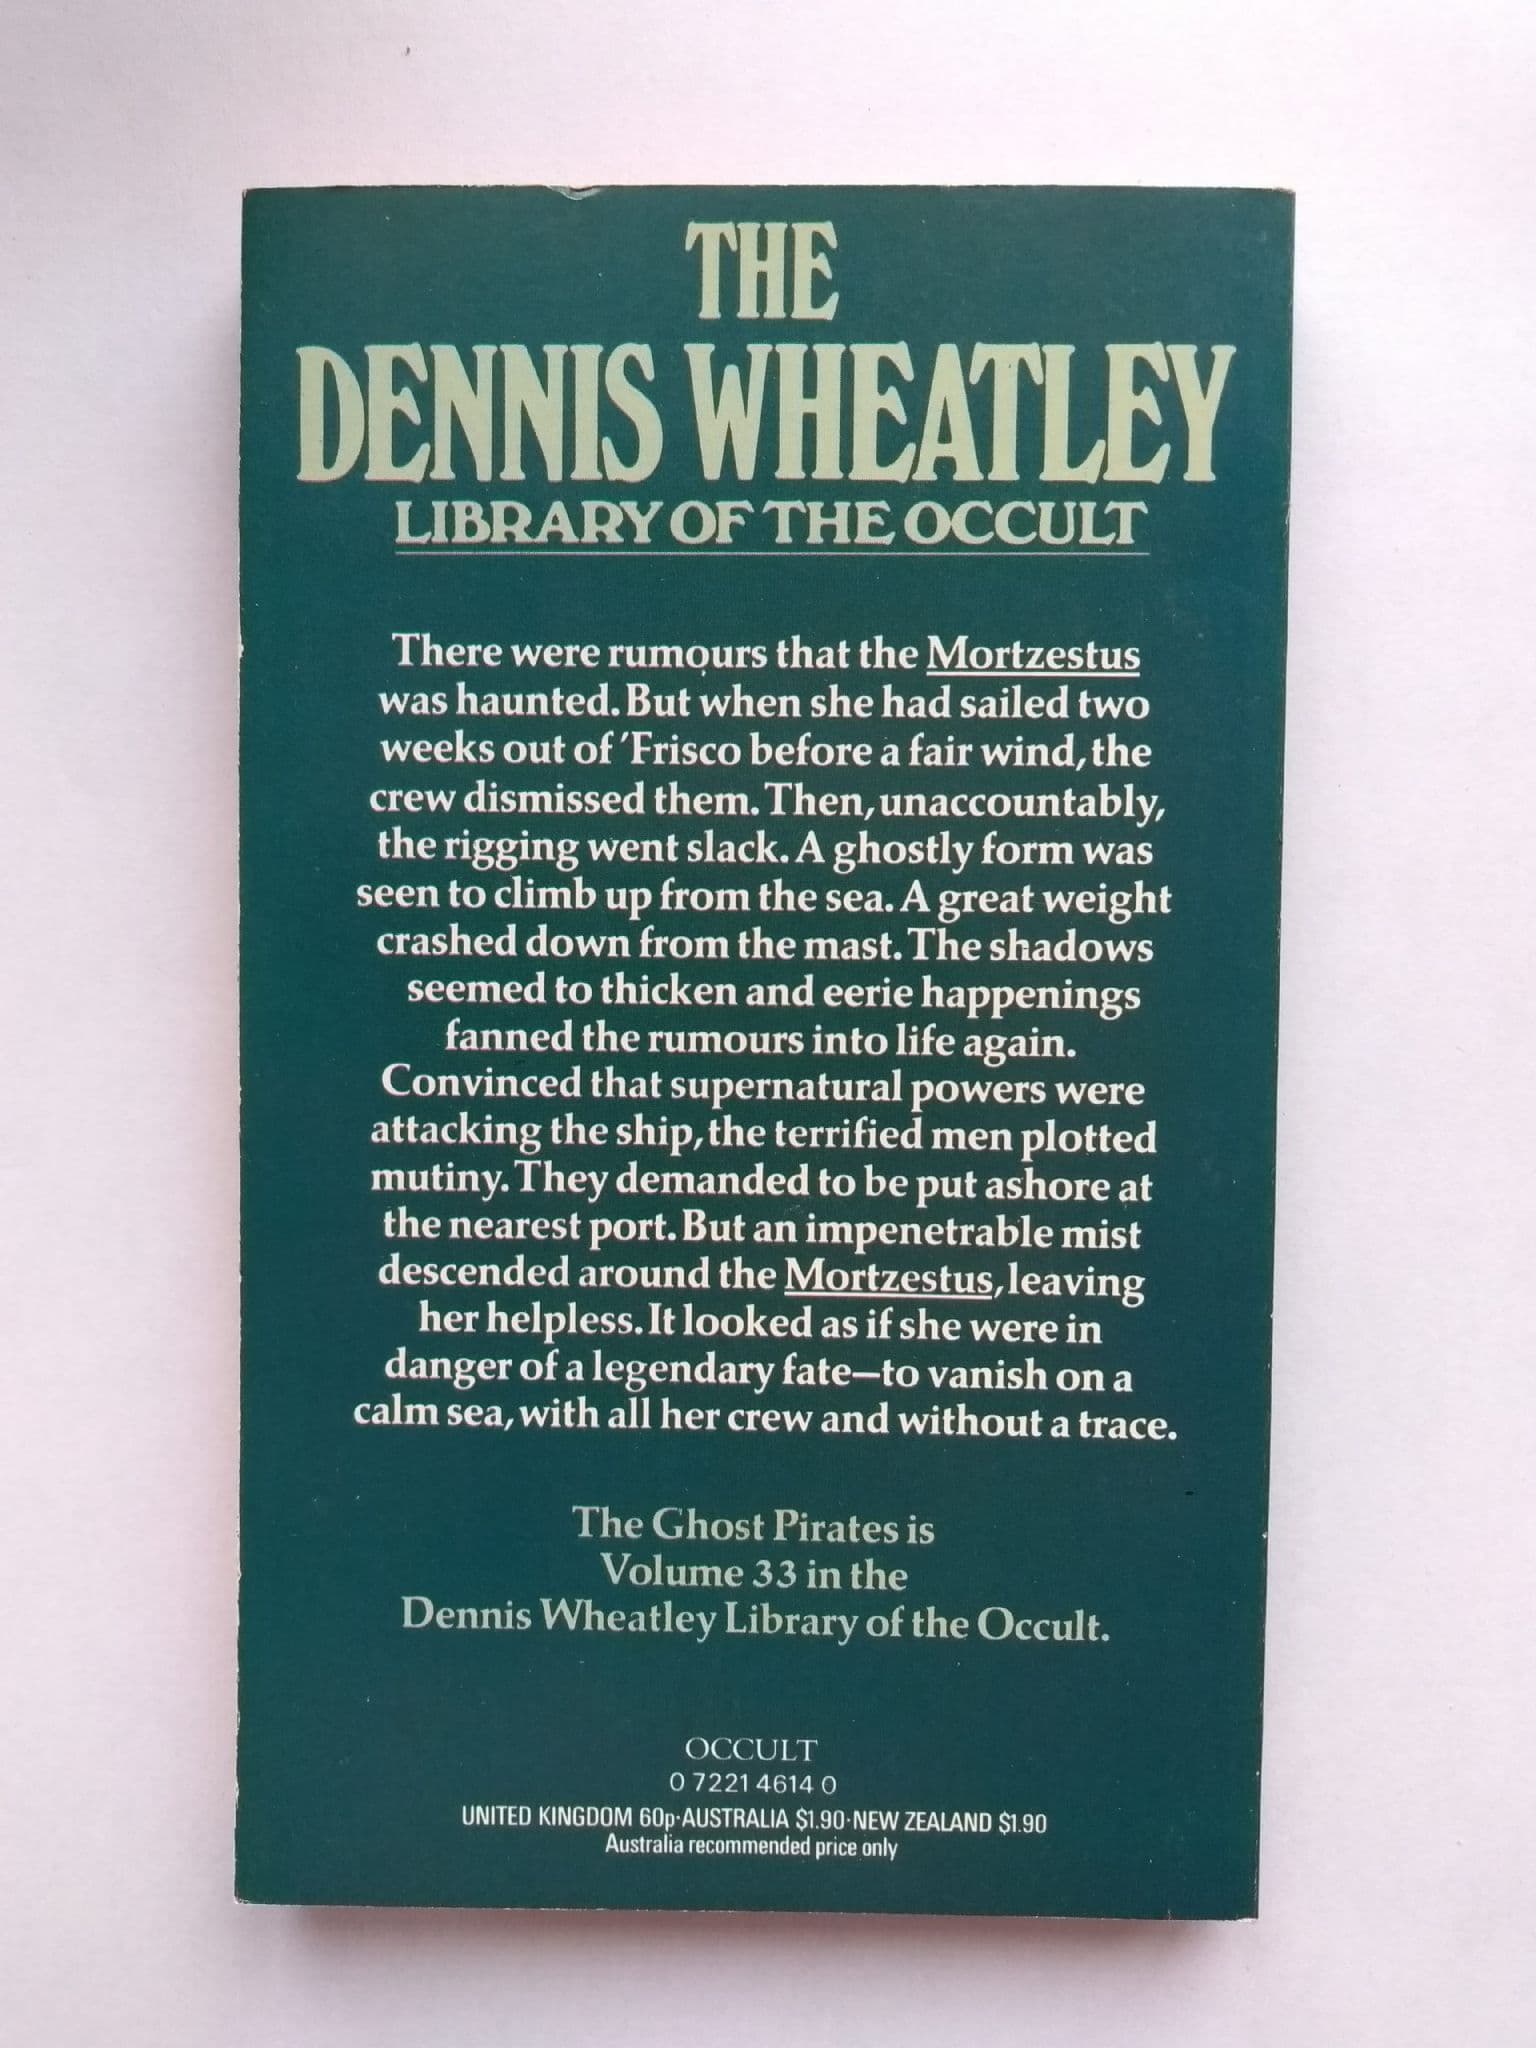 THE
DENNIS WHEATLEY
LIBRARY OF THE OCCULT
There were rumours that the Mortzestus
was haunted. But when she had sailed two
weeks out of 'Frisco before a fair wind, the
crew dismissed them. Then, unaccountably,
the rigging went slack. A ghostly form was
seen to climb up from the sea. A great weight
crashed down from the mast. The shadows
seemed to thicken and eerie happenings
fanned the rumours into life again.
Convinced that supernatural powers were
attacking the ship, the terrified men plotted
mutiny. They demanded to be put ashore at
the nearest port. But an impenetrable mist
descended around the Mortzestus, leaving
her helpless. It looked as if she were in
danger of a legendary fate—to vanish on a
calm sea, with all her crew and without a trace.
The Ghost Pirates is
Volume 33 in the
Dennis Wheatley Library of the Occult.
OCCULT
0 7221 4614 0
UNITED KINGDOM 60p·AUSTRALIA $1.90·NEW ZEALAND $1.90
Australia recommended price only